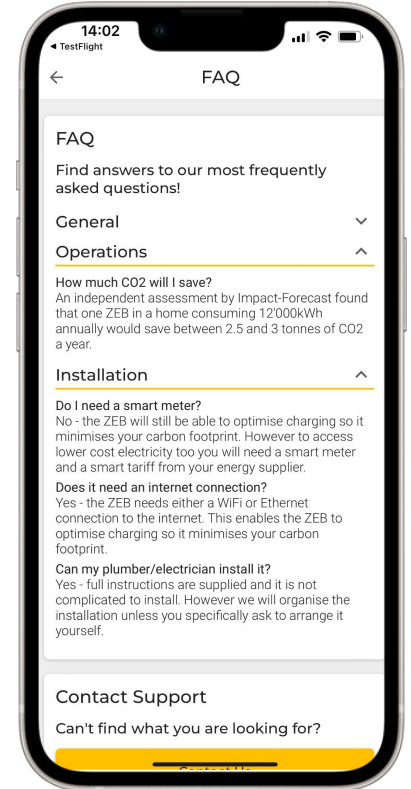 14:02
◀ TestFlight
FAQ
FAQ
Find answers to our most frequently
asked questions!
General
Operations
How much CO2 will I save?
An independent assessment by Impact-Forecast found
that one ZEB in a home consuming 12'000kWh
annually would save between 2.5 and 3 tonnes of CO2
a year.
Installation
Do I need a smart meter?
No - the ZEB will still be able to optimise charging so it
minimises your carbon footprint. However to access
lower cost electricity too you will need a smart meter
and a smart tariff from your energy supplier.
Does it need an internet connection?
Yes - the ZEB needs either a WiFi or Ethernet
connection to the internet. This enables the ZEB to
optimise charging so it minimises your carbon
footprint.
Can my plumber/electrician install it?
Yes - full instructions are supplied and it is not
complicated to install. However we will organise the
installation unless you specifically ask to arrange it
yourself.
Contact Support
Can't find what you are looking for?
Contact Us